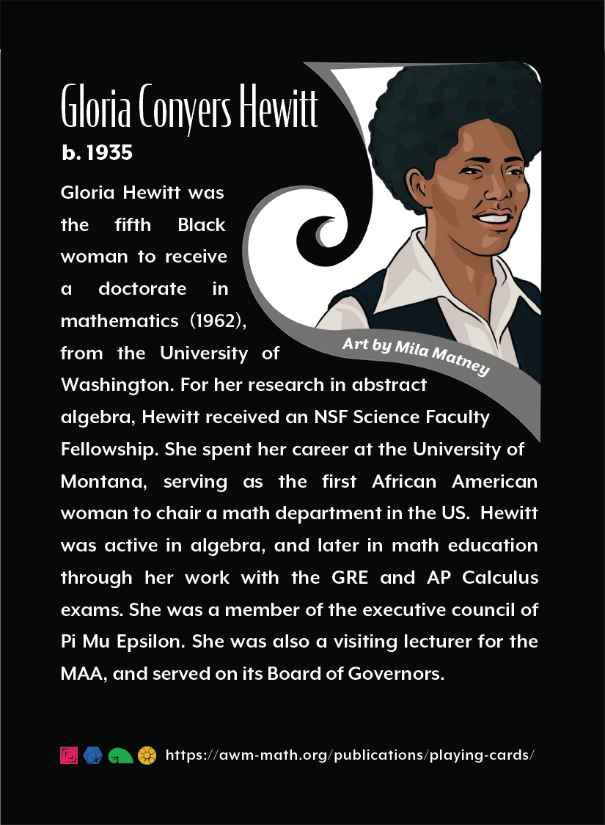 Gloria Conyers Hewitt
b. 1935
Gloria Hewitt was
the fifth Black
woman to receive
a doctorate in
mathematics (1962),
from the University of
Washington. For her research in abstract
algebra, Hewitt received an NSF Science Faculty
Fellowship. She spent her career at the University of
Montana, serving as the first African American
woman to chair a math department in the US. Hewitt
was active in algebra, and later in math education
through her work with the GRE and AP Calculus
exams. She was a member of the executive council of
Pi Mu Epsilon. She was also a visiting lecturer for the
MAA, and served on its Board of Governors.
Art by Mila Matney
https://awm-math.org/publications/playing-cards/